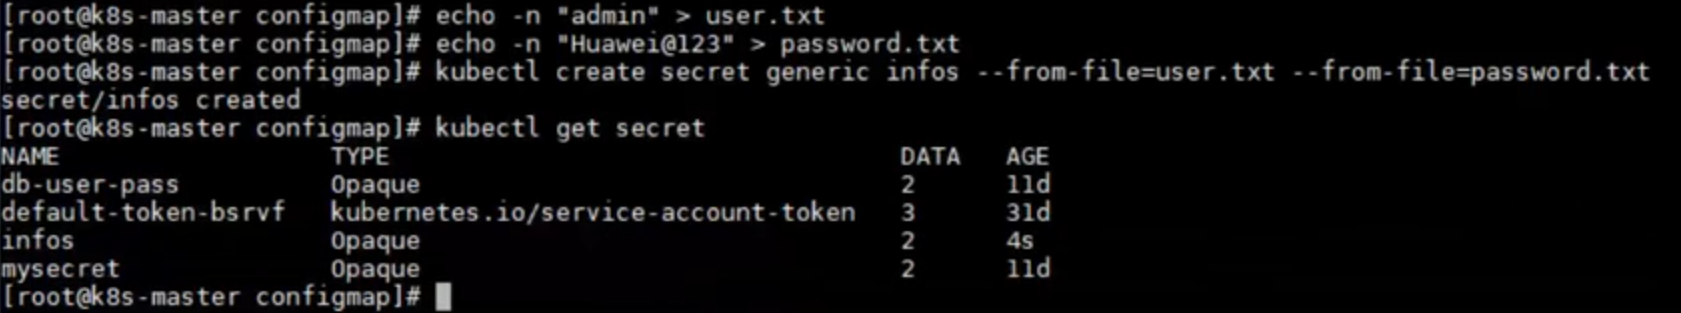 [root@k8s-master configmap]# echo -n "admin" > user.txt
[root@k8s-master configmap]# echo -n "Huawei@123" > password.txt
[root@k8s-master configmap]# kubectl create secret generic infos --from-file=user.txt --from-file=password.txt
secret/infos created
[root@k8s-master configmap]# kubectl get secret
NAME                  TYPE                                  DATA   AGE
db-user-pass          Opaque                                2      11d
default-token-bsrvf   kubernetes.io/service-account-token   3      31d
infos                 Opaque                                2      4s
mysecret              Opaque                                2      11d
[root@k8s-master configmap]#